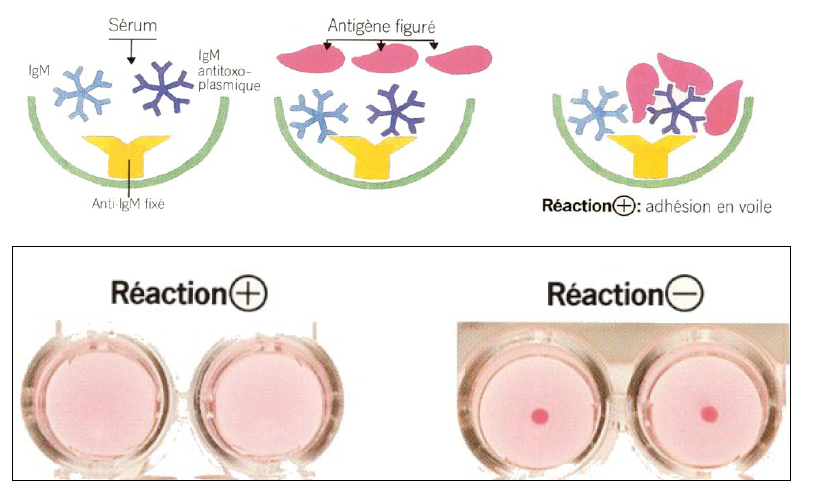 Sérum
IgM
IgM
antitoxo-
plasmique
Anti-IgM fixé
Antigène figuré
Réaction⊕: adhésion en voile
Réaction⊕
Réaction⊖